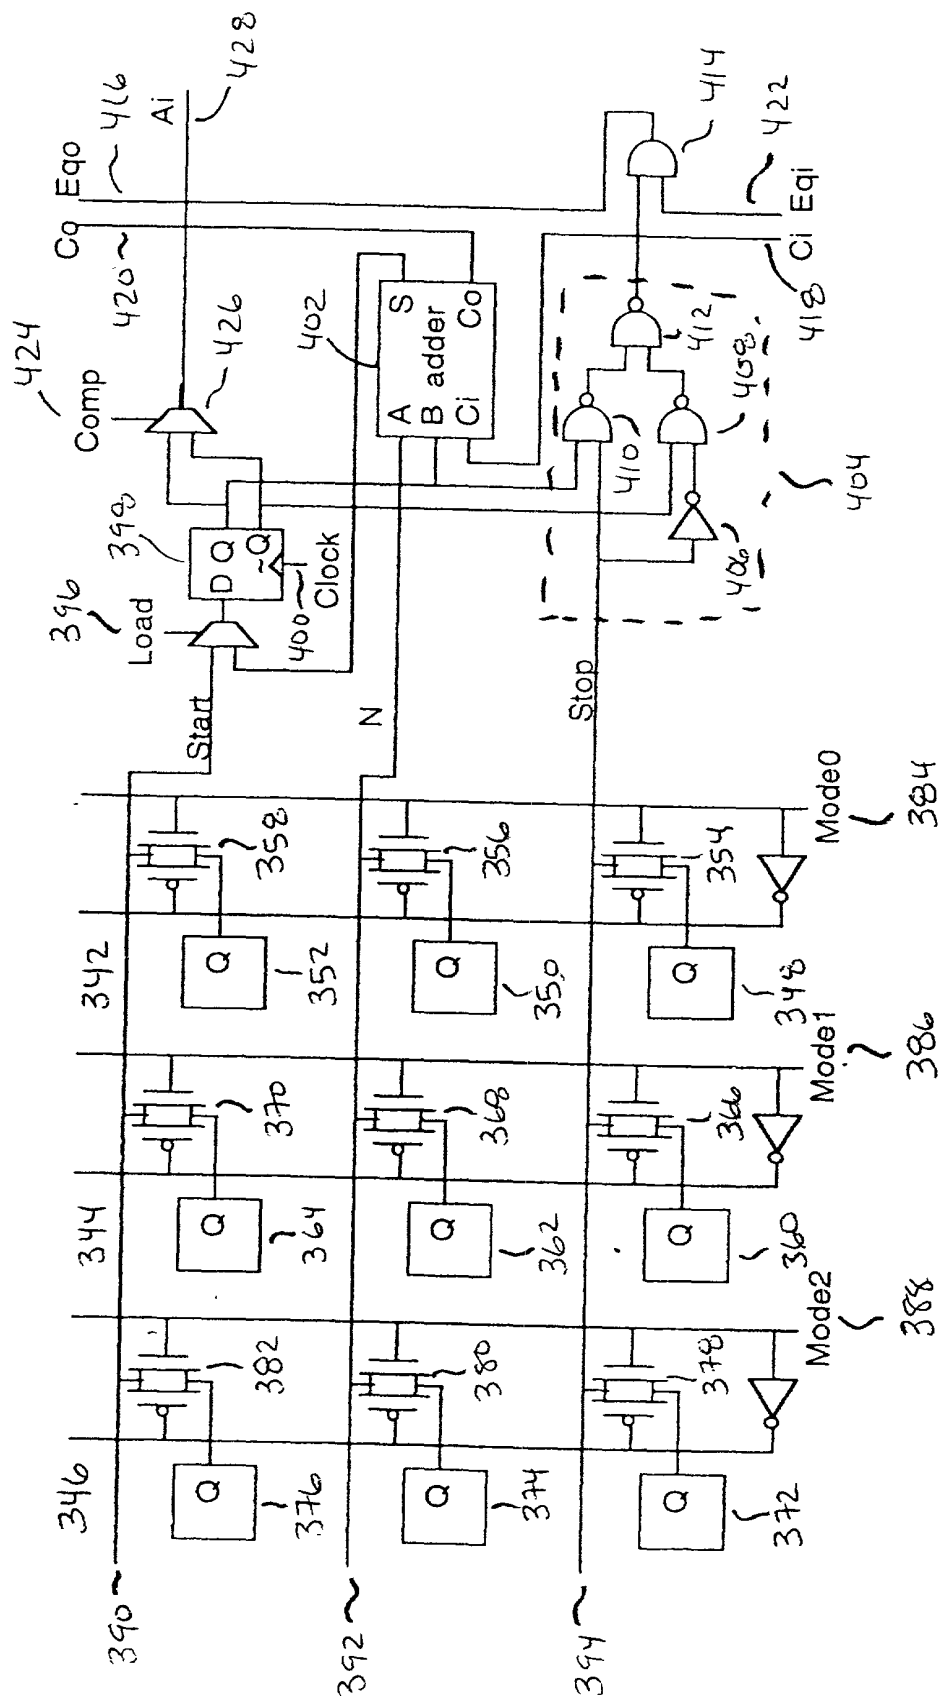 424
Comp
426
Co
420
Eqo
416
Ai
428
396
Load
398
D Q
~Q
400
Clock
Start
402
A S
B adder
Ci Co
N
Stop
410
412
408
406
404
414
418
Ci
Eqi
422
390
346
382
Q
376
344
370
Q
364
342
358
Q
352
392
380
Q
374
368
Q
362
356
Q
350
394
378
Q
372
366
Q
360
354
Q
348
Mode2
388
Mode1
386
Mode0
384